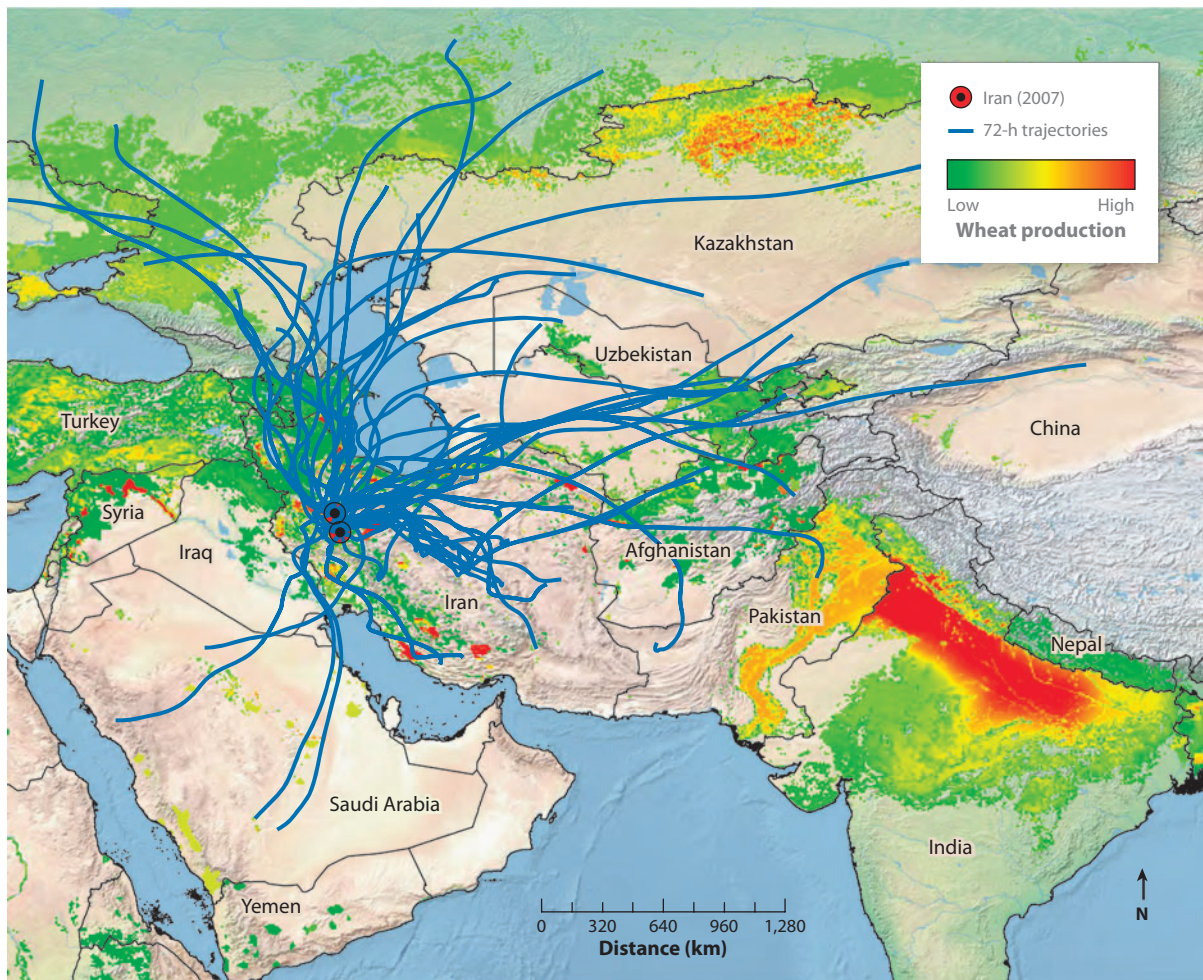 Iran (2007)
72-h trajectories
Low High
Wheat production
Kazakhstan
Uzbekistan
Turkey
China
Syria
Iraq
Afghanistan
Iran
Pakistan
Nepal
Saudi Arabia
India
Yemen
N
0 320 640 960 1,280
Distance (km)